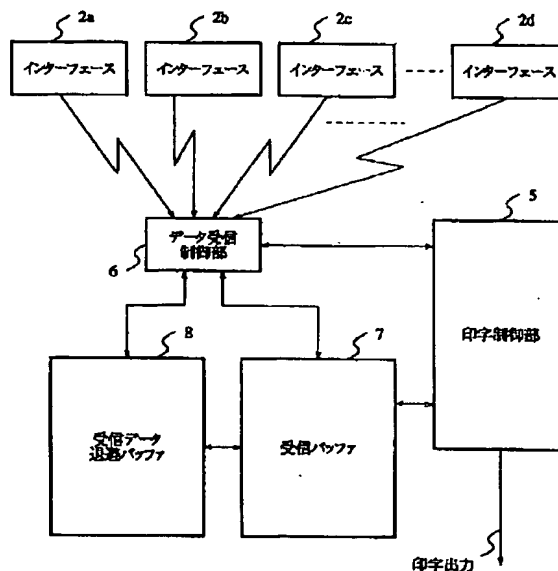 2a 2b 2c 2d
インターフェース インターフェース インターフェース インターフェース
5
データ受信
制御部
6
印字制御部
8 7
受信データ
退避バッファ
受信バッファ
印字出力